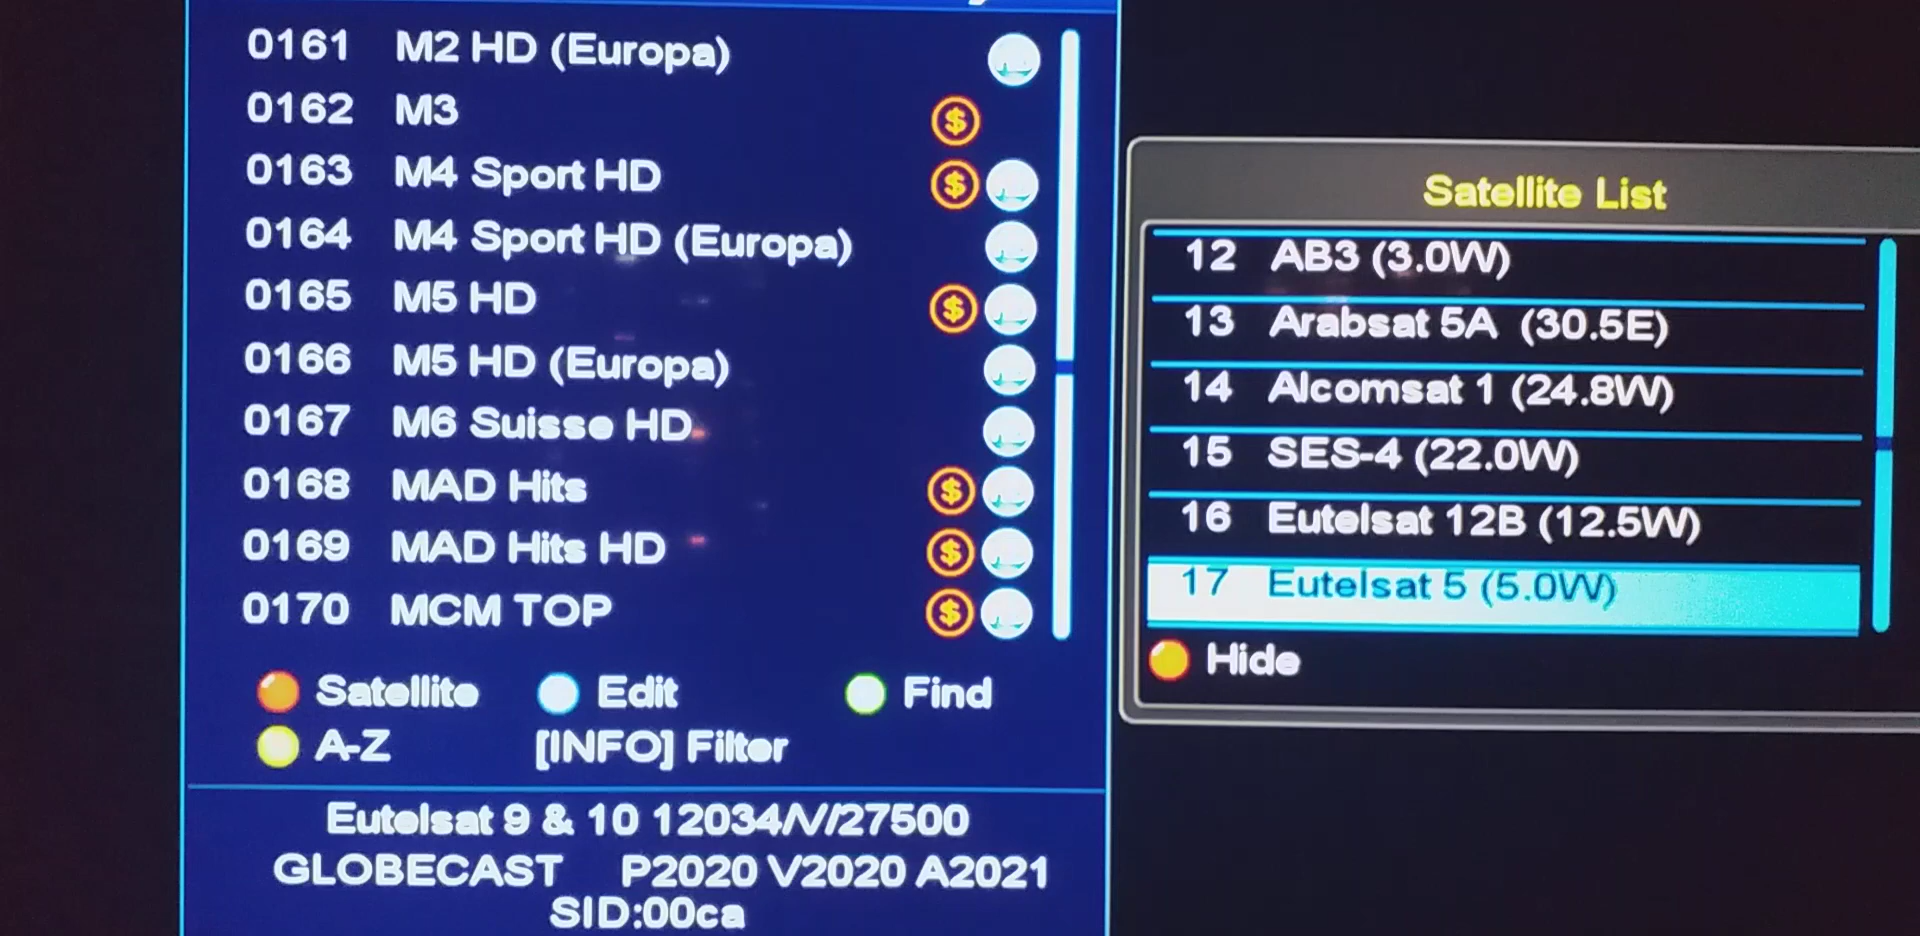 0161 M2 HD (Europa)
0162 M3
0163 M4 Sport HD
0164 M4 Sport HD (Europa)
0165 M5 HD
0166 M5 HD (Europa)
0167 M6 Suisse HD
0168 MAD Hits
0169 MAD Hits HD
0170 MCM TOP
Satellite Edit Find
A-Z [INFO] Filter
Eutelsat 9 & 10 12034/V/27500
GLOBECAST P2020 V2020 A2021
SID:00ca
Satellite List
12 AB3 (3.0W)
13 Arabsat 5A (30.5E)
14 Alcomsat 1 (24.8W)
15 SES-4 (22.0W)
16 Eutelsat 12B (12.5W)
17 Eutelsat 5 (5.0W)
Hide